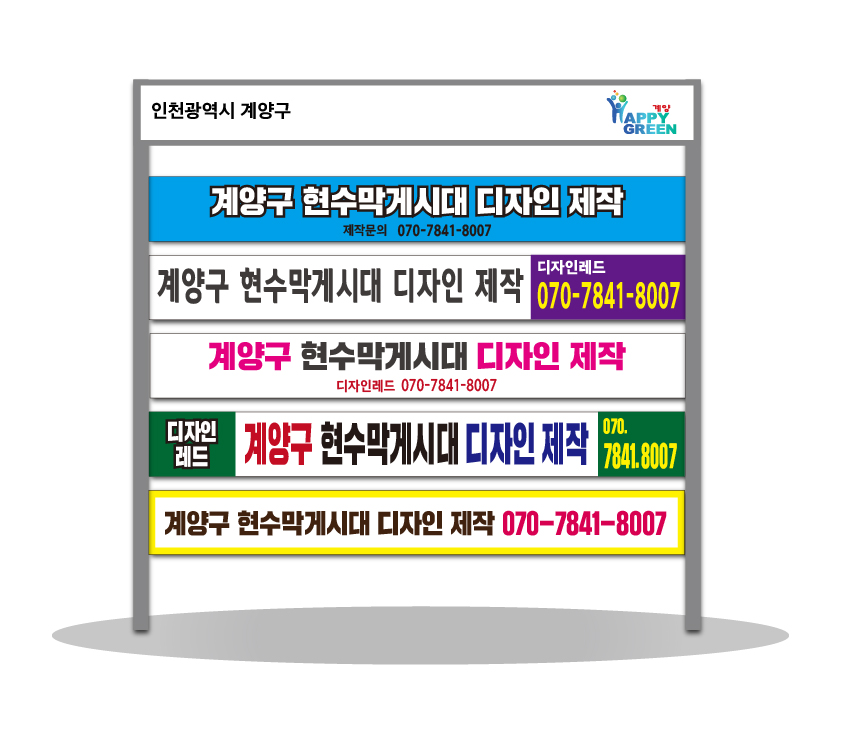 인천광역시 계양구
계양
HAPPY
GREEN
계양구 현수막게시대 디자인 제작
제작문의 070-7841-8007
계양구 현수막게시대 디자인 제작
디자인레드
070-7841-8007
계양구 현수막게시대 디자인 제작
디자인레드 070-7841-8007
디자인
레드
계양구 현수막게시대 디자인 제작
070.
7841.8007
계양구 현수막게시대 디자인 제작 070-7841-8007